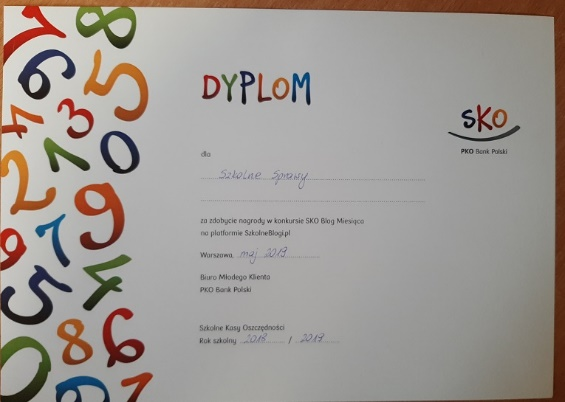 DYPLOM
SKO
PKO Bank Polski
dla
Szkolne Sprawy
za zdobycie nagrody w konkursie SKO Blog Miesiąca
na platformie SzkolneBlogi.pl
Warszawa, maj 2019
Biuro Młodego Klienta
PKO Bank Polski
Szkolne Kasy Oszczędności
Rok szkolny 2018 / 2019